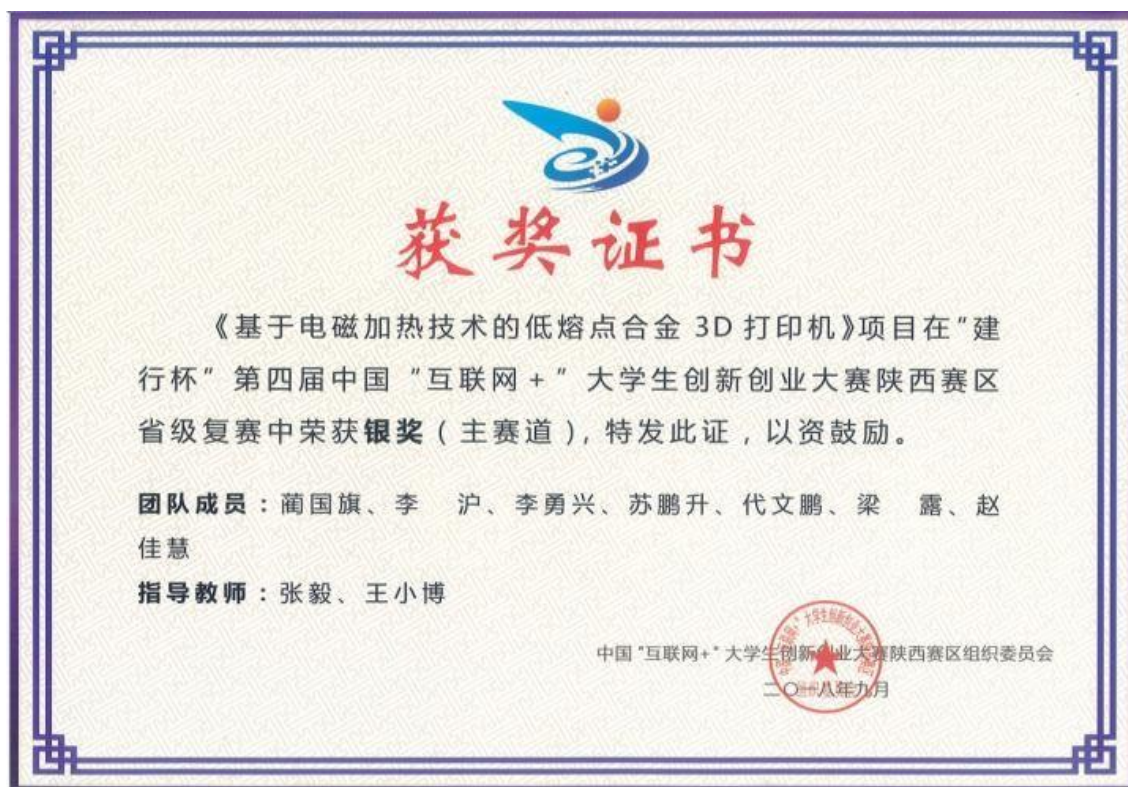 获奖证书
《基于电磁加热技术的低熔点合金 3D 打印机》项目在“建
行杯”第四届中国“互联网+”大学生创新创业大赛陕西赛区
省级复赛中荣获银奖（主赛道），特发此证，以资鼓励。
团队成员：蔺国旗、李 沪、李勇兴、苏鹏升、代文鹏、梁 露、赵
佳慧
指导教师：张毅、王小博
中国“互联网+”大学生创新创业大赛陕西赛区组织委员会
二〇一八年九月